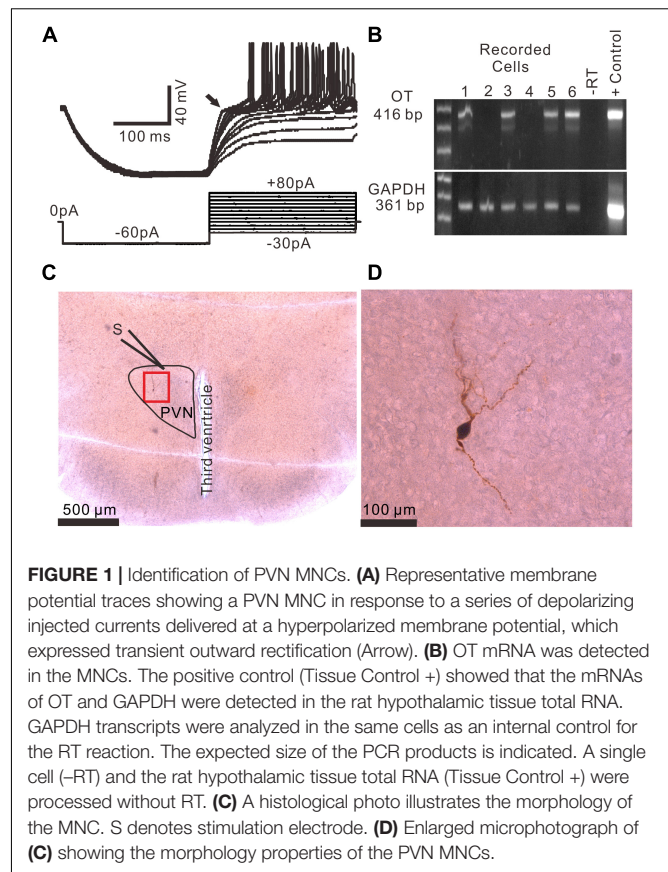 A
40 mV
100 ms
+80pA
0pA
-60pA
-30pA
B
Recorded
Cells
1 2 3 4 5 6 -RT + Control
OT
416 bp
GAPDH
361 bp
C
S
PVN
Third venrtricle
500 µm
D
100 µm
FIGURE 1 | Identification of PVN MNCs. (A) Representative membrane
potential traces showing a PVN MNC in response to a series of depolarizing
injected currents delivered at a hyperpolarized membrane potential, which
expressed transient outward rectification (Arrow). (B) OT mRNA was detected
in the MNCs. The positive control (Tissue Control +) showed that the mRNAs
of OT and GAPDH were detected in the rat hypothalamic tissue total RNA.
GAPDH transcripts were analyzed in the same cells as an internal control for
the RT reaction. The expected size of the PCR products is indicated. A single
cell (–RT) and the rat hypothalamic tissue total RNA (Tissue Control +) were
processed without RT. (C) A histological photo illustrates the morphology of
the MNC. S denotes stimulation electrode. (D) Enlarged microphotograph of
(C) showing the morphology properties of the PVN MNCs.